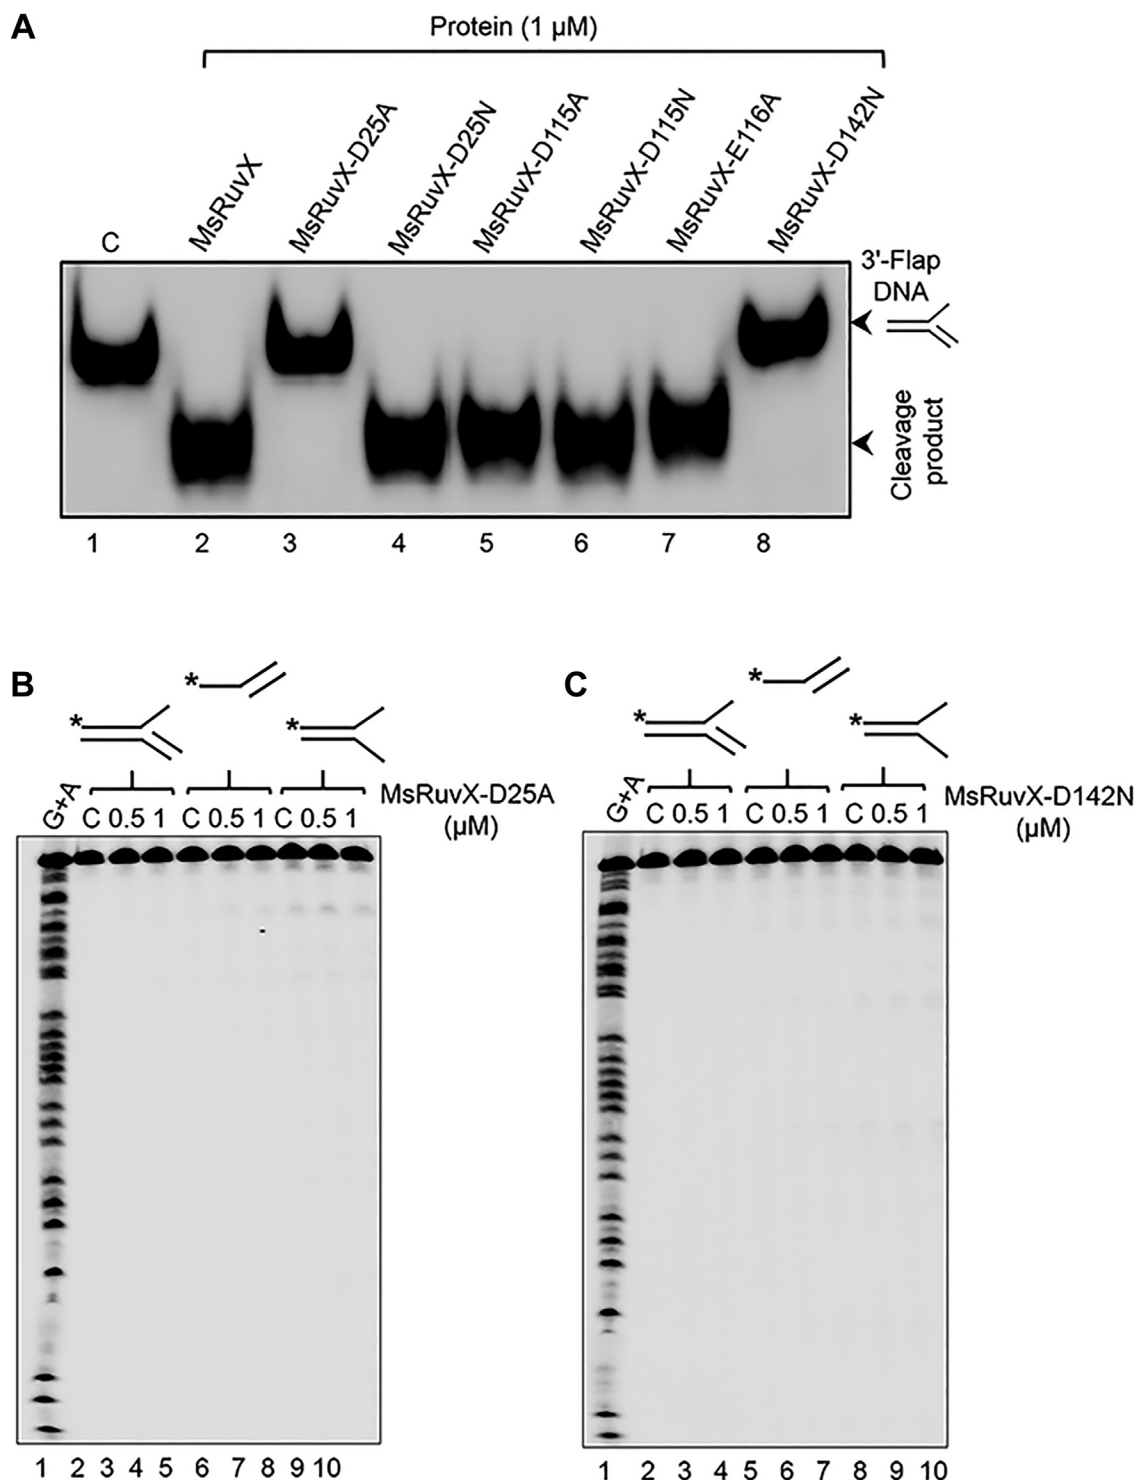 A
Protein (1 µM)
C
MsRuvX
MsRuvX-D25A
MsRuvX-D25N
MsRuvX-D115A
MsRuvX-D115N
MsRuvX-E116A
MsRuvX-D142N
3'-Flap
DNA
Cleavage
product
1 2 3 4 5 6 7 8
B
*
*
*
G+A C 0.5 1 C 0.5 1 C 0.5 1
MsRuvX-D25A
(µM)
1 2 3 4 5 6 7 8 9 10
C
*
*
*
G+A C 0.5 1 C 0.5 1 C 0.5 1
MsRuvX-D142N
(µM)
1 2 3 4 5 6 7 8 9 10